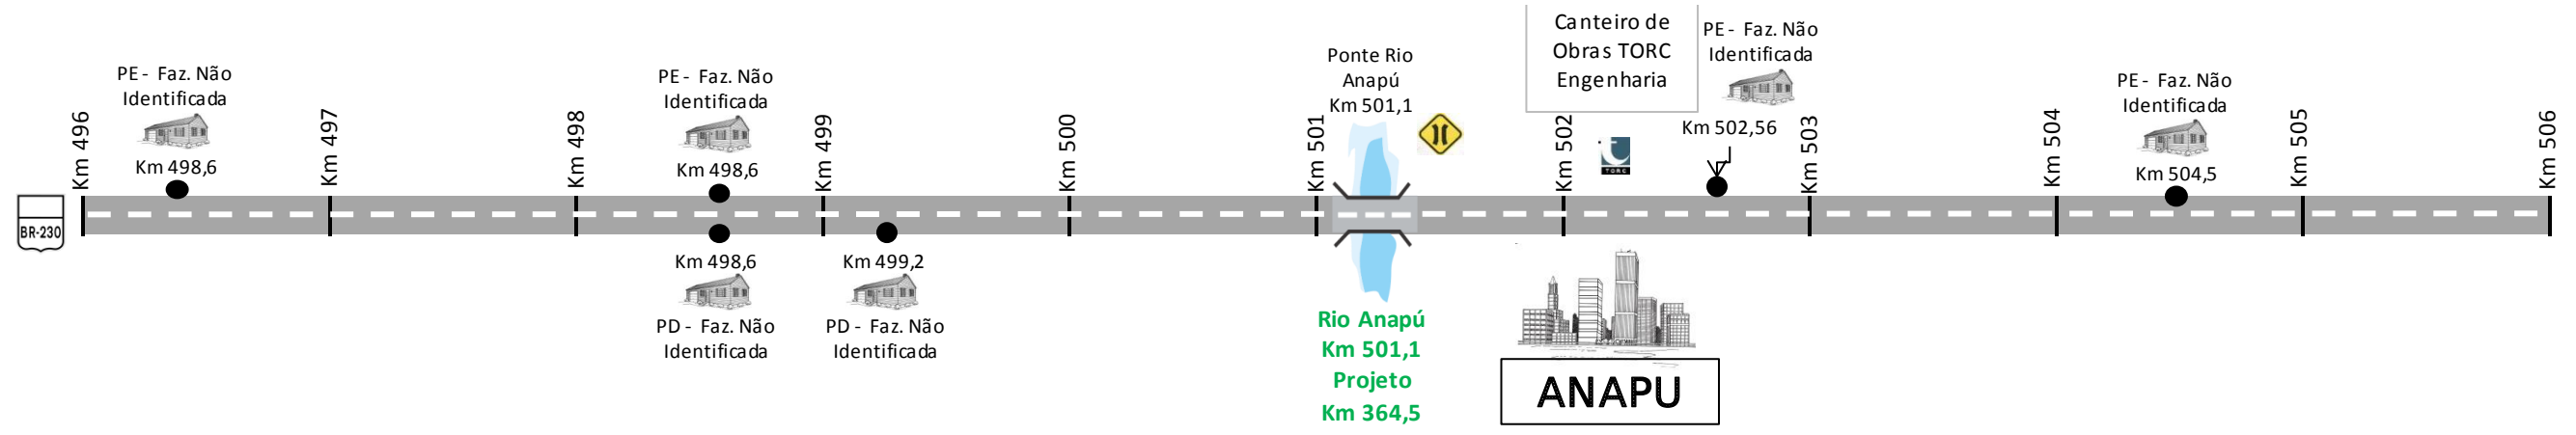 BR-230
Km 496
PE - Faz. Não
Identificada
Km 498,6
Km 497
Km 498
PE - Faz. Não
Identificada
Km 498,6
Km 498,6
PD - Faz. Não
Identificada
Km 499
Km 499,2
PD - Faz. Não
Identificada
Km 500
Km 501
Ponte Rio
Anapú
Km 501,1
Rio Anapú
Km 501,1
Projeto
Km 364,5
Canteiro de
Obras TORC
Engenharia
Km 502
TORC
ANAPU
PE - Faz. Não
Identificada
Km 502,56
Km 503
Km 504
PE - Faz. Não
Identificada
Km 504,5
Km 505
Km 506